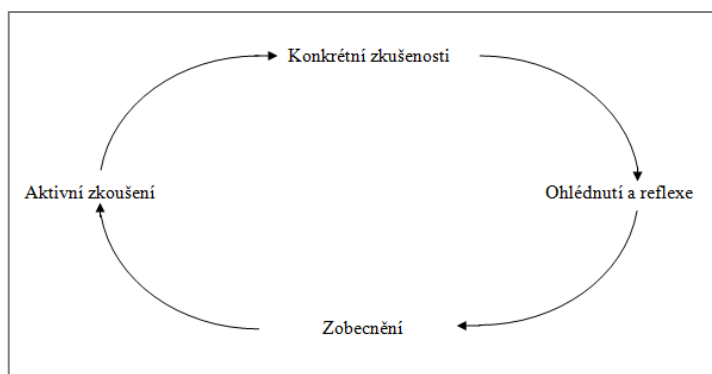 Konkrétní zkušenosti
Aktivní zkoušení
Ohlédnutí a reflexe
Zobecnění